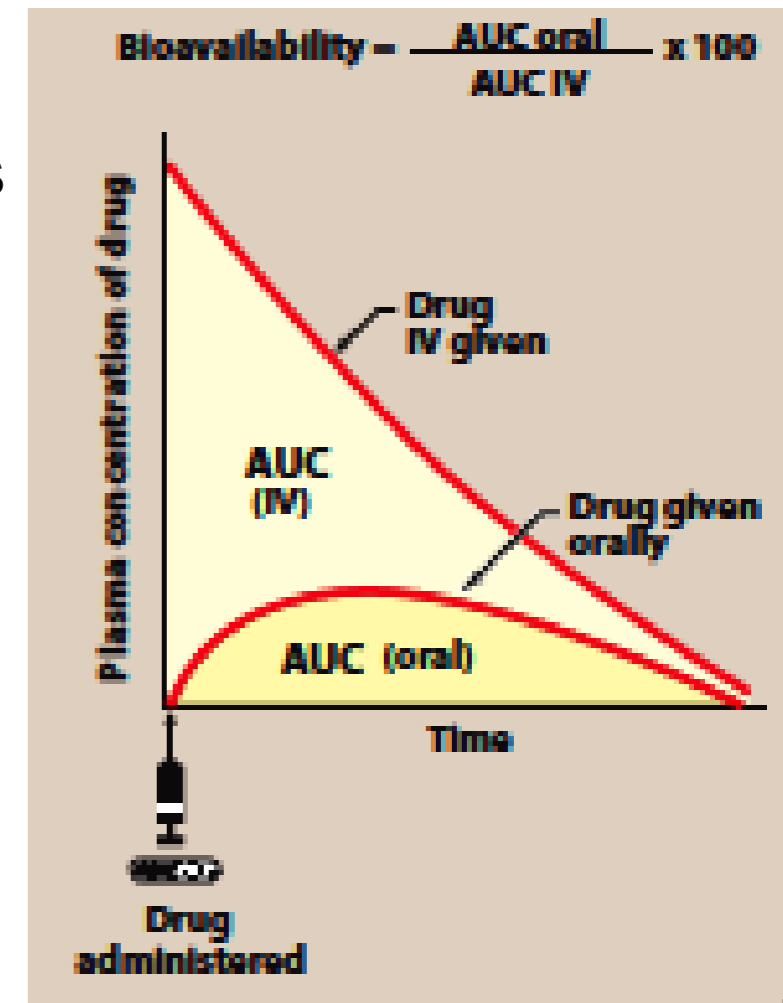 Bioavailability = AUC oral / AUC IV x 100
Plasma concentration of drug
Drug
IV given
AUC
(IV)
Drug given
orally
AUC (oral)
Time
Drug
administered